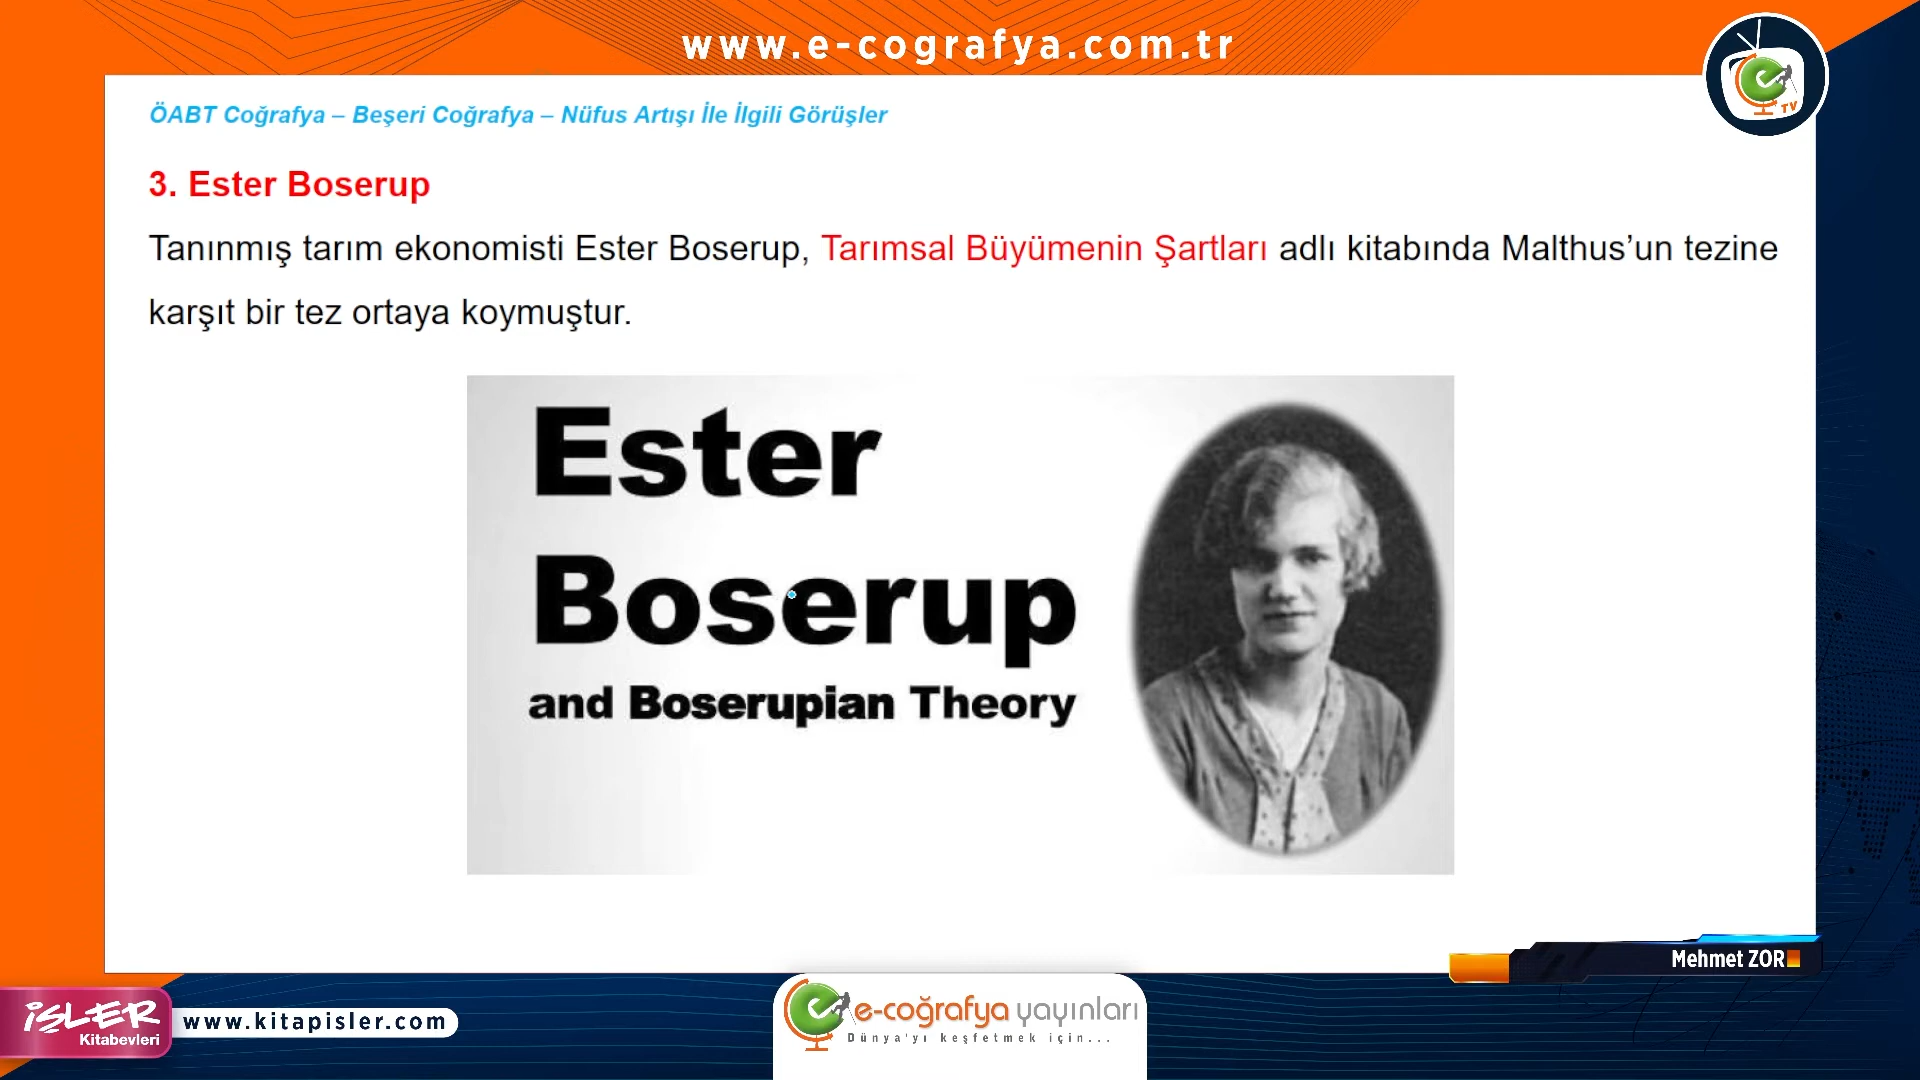 www.e-cografya.com.tr
TV
ÖABT Coğrafya – Beşeri Coğrafya – Nüfus Artışı İle İlgili Görüşler
3. Ester Boserup
Tanınmış tarım ekonomisti Ester Boserup, Tarımsal Büyümenin Şartları adlı kitabında Malthus’un tezine
karşıt bir tez ortaya koymuştur.
Ester
Boserup
and Boserupian Theory
Mehmet ZOR
İŞLER
Kitabevleri
www.kitapisler.com
e-coğrafya yayınları
Dünya'yı keşfetmek için...